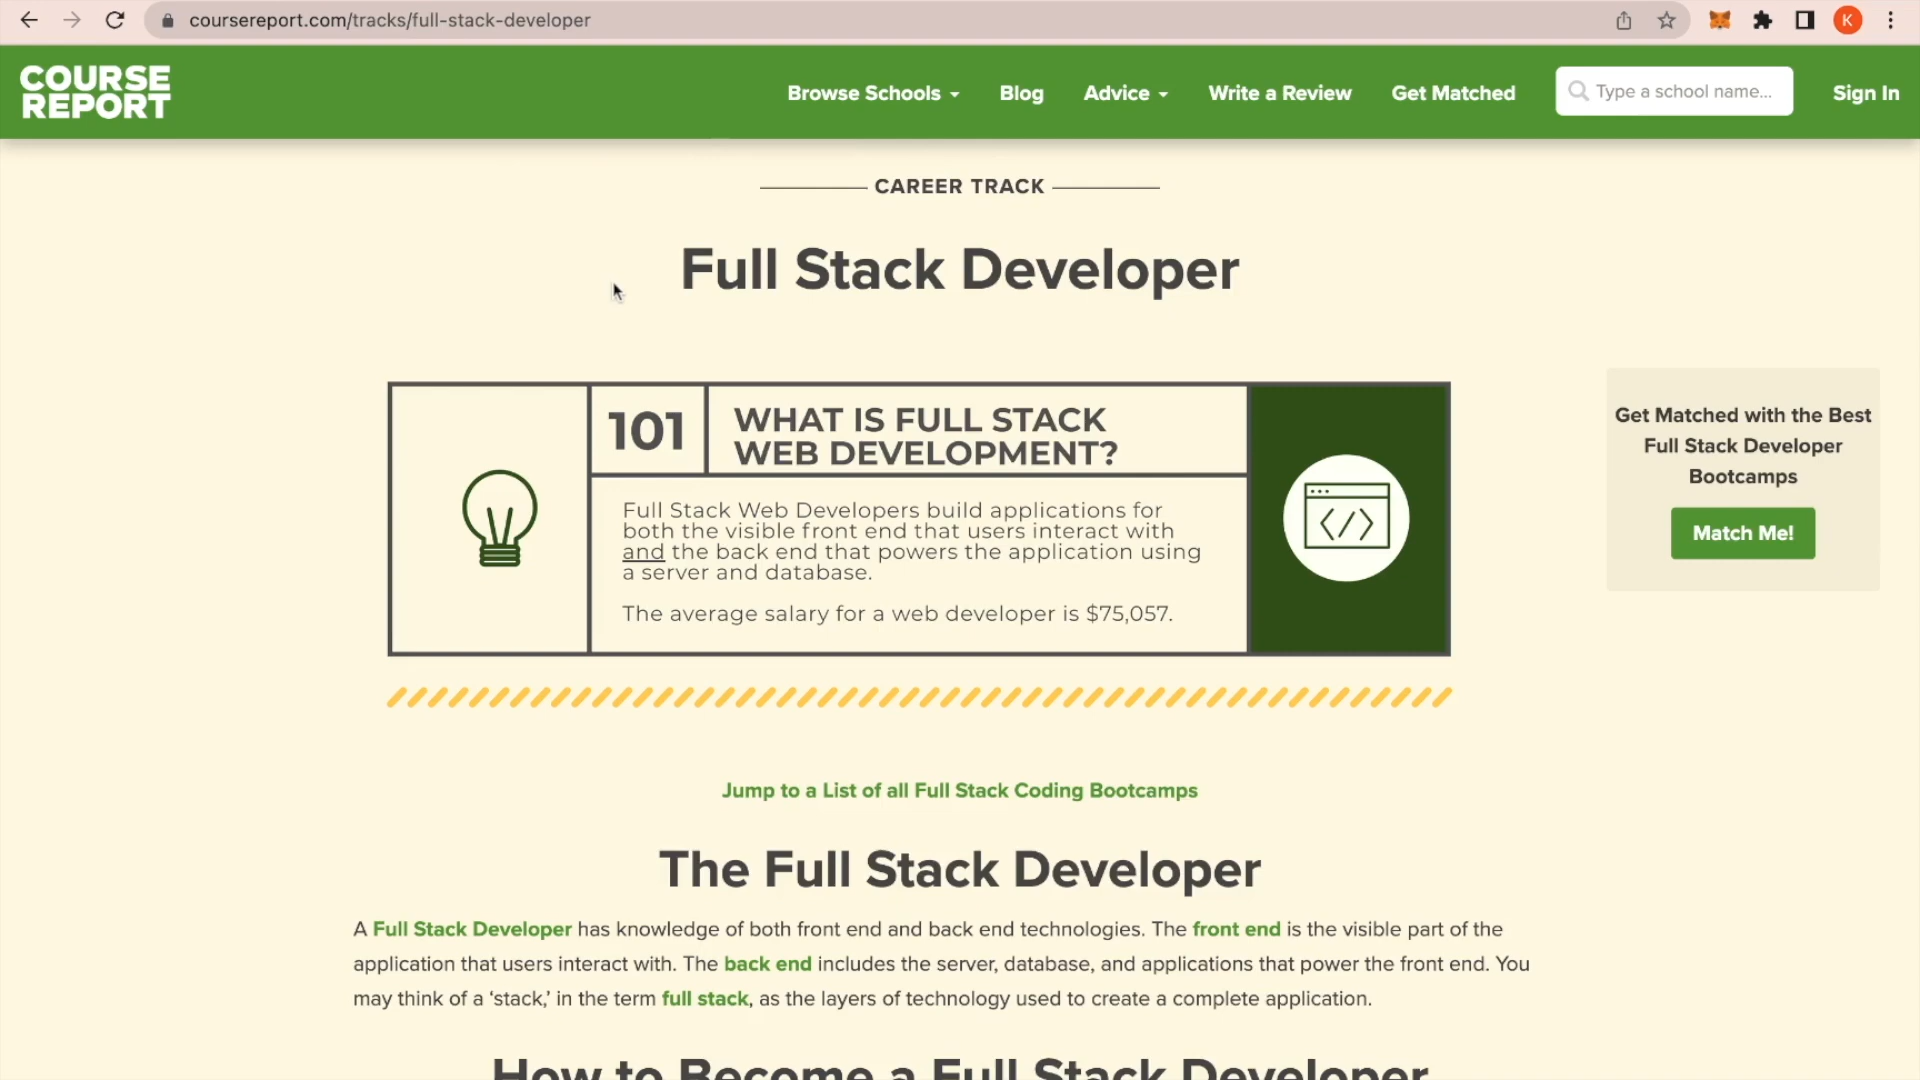 coursereport.com/tracks/full-stack-developer
K
COURSE
REPORT
Browse Schools
Blog
Advice
Write a Review
Get Matched
Type a school name...
Sign In
CAREER TRACK
Full Stack Developer
101
WHAT IS FULL STACK
WEB DEVELOPMENT?
Full Stack Web Developers build applications for
both the visible front end that users interact with
and the back end that powers the application using
a server and database.
The average salary for a web developer is $75,057.
Get Matched with the Best
Full Stack Developer
Bootcamps
Match Me!
Jump to a List of all Full Stack Coding Bootcamps
The Full Stack Developer
A Full Stack Developer has knowledge of both front end and back end technologies. The front end is the visible part of the
application that users interact with. The back end includes the server, database, and applications that power the front end. You
may think of a ‘stack,’ in the term full stack, as the layers of technology used to create a complete application.
How to Become a Full Stack Developer